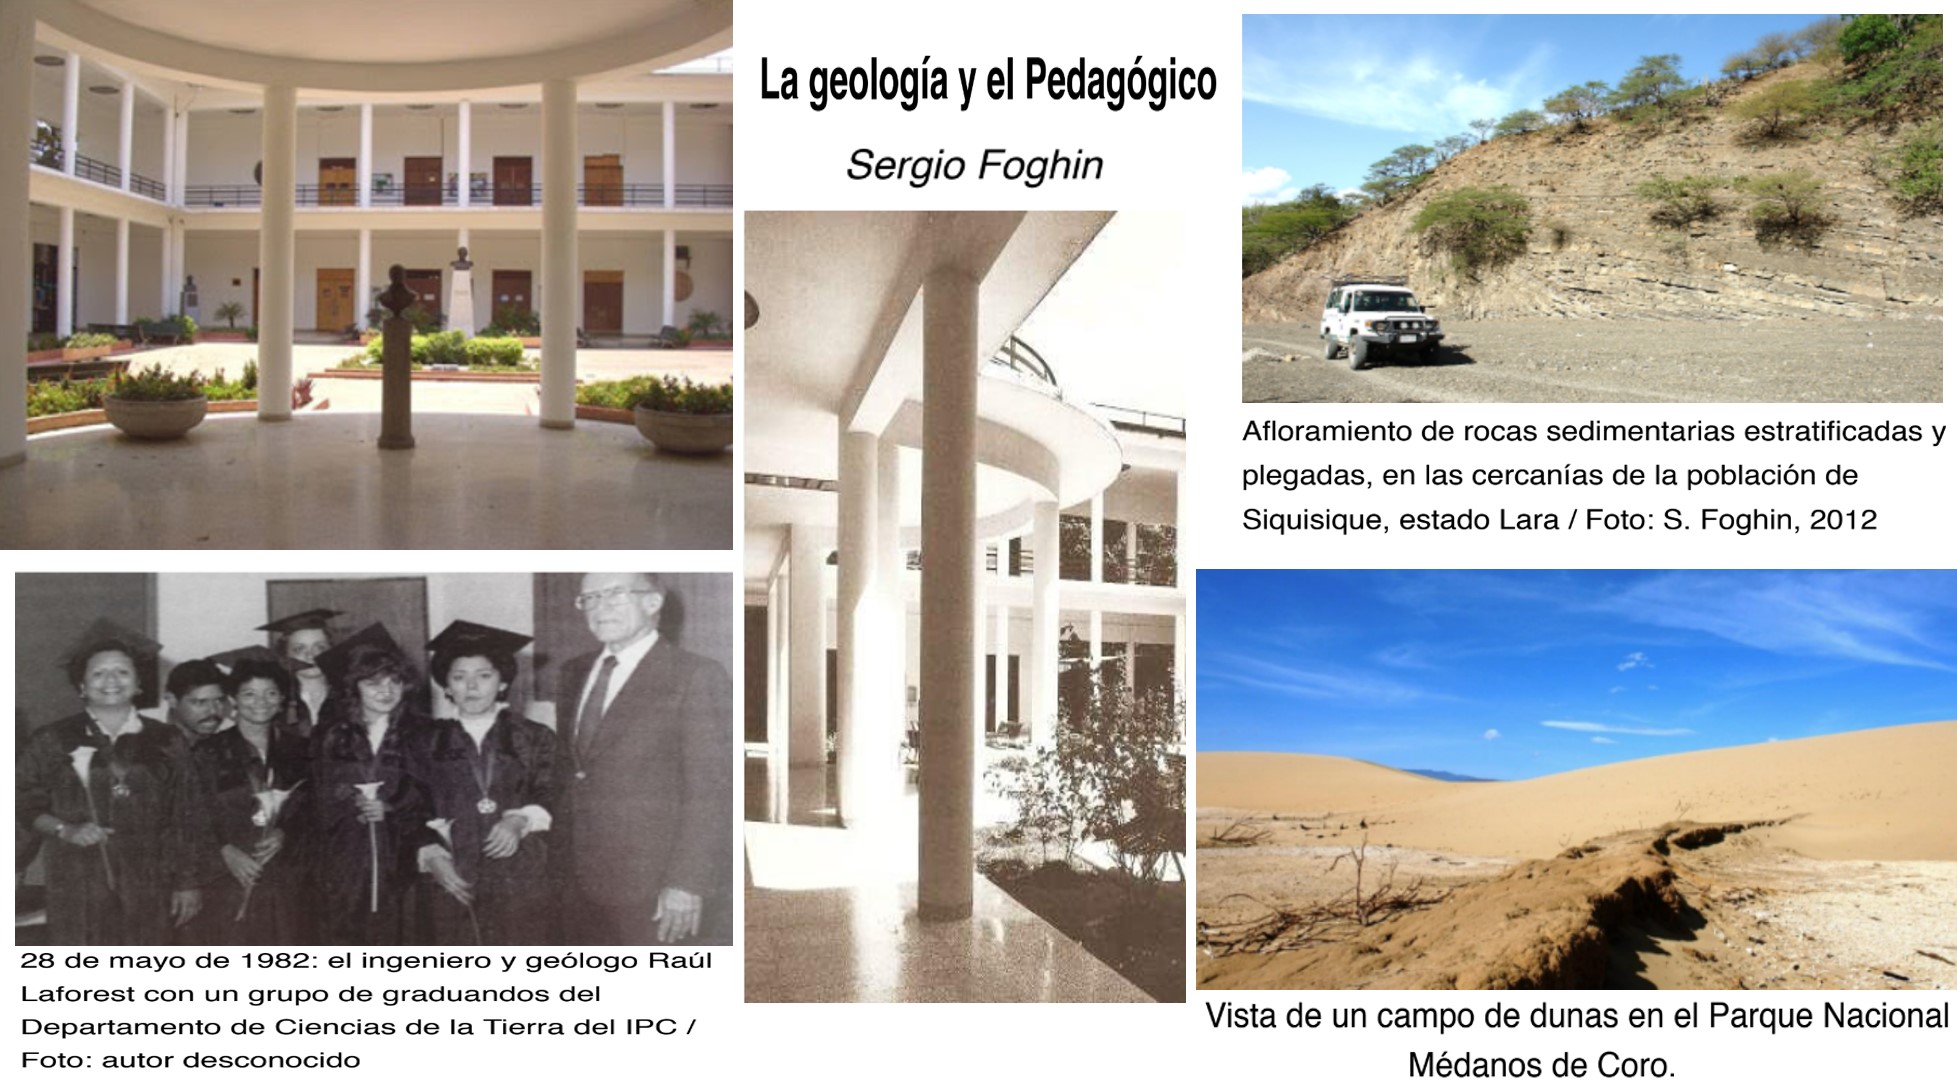 La geología y el Pedagógico
Sergio Foghin
Afloramiento de rocas sedimentarias estratificadas y
plegadas, en las cercanías de la población de
Siquisique, estado Lara / Foto: S. Foghin, 2012
28 de mayo de 1982: el ingeniero y geólogo Raúl
Laforest con un grupo de graduandos del
Departamento de Ciencias de la Tierra del IPC /
Foto: autor desconocido
Vista de un campo de dunas en el Parque Nacional
Médanos de Coro.